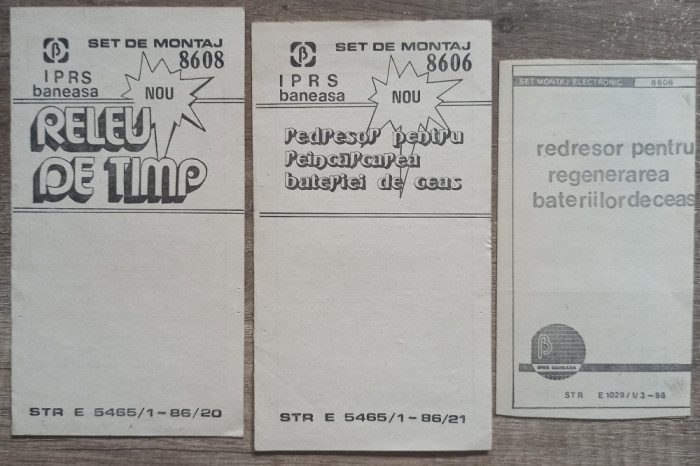 β
SET DE MONTAJ
8608
IPRS
baneasa
NOU
RELEU
DE TIMP
STR E 5465/1-86/20
β
SET DE MONTAJ
8606
IPRS
baneasa
NOU
redresor pentru
reincarcarea
bateriei de ceas
STR E 5465/1-86/21
SET MONTAJ ELECTRONIC 8606
redresor pentru
regenerarea
bateriilordeceas
β
IPRS BANEASA
STR E 1029/1/3-88